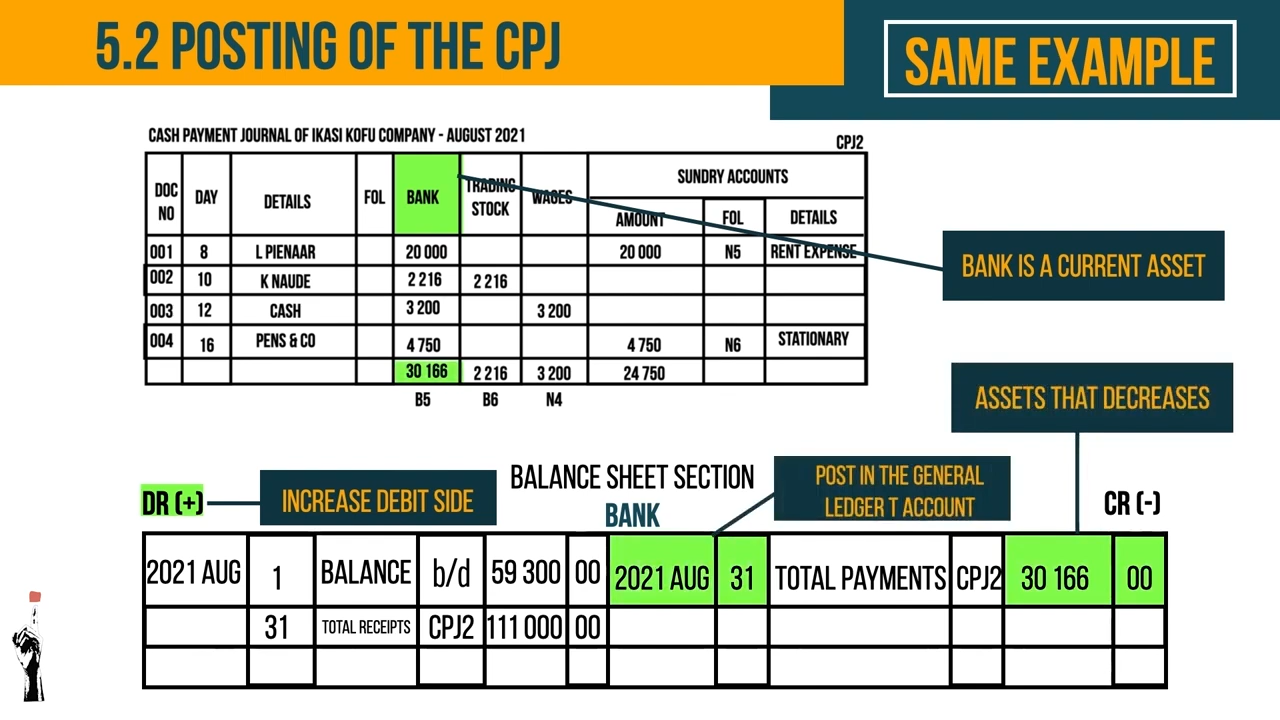 5.2 POSTING OF THE CPJ
SAME EXAMPLE
CASH PAYMENT JOURNAL OF IKASI KOFU COMPANY - AUGUST 2021
CPJ2
DOC NO DAY DETAILS FOL BANK TRADING STOCK WAGES SUNDRY ACCOUNTS
AMOUNT FOL DETAILS
001 8 L PIENAAR 20 000 20 000 N5 RENT EXPENSE
002 10 K NAUDE 2 216 2 216
003 12 CASH 3 200 3 200
004 16 PENS & CO 4 750 4 750 N6 STATIONARY
30 166 2 216 3 200 24 750
B5 B6 N4
BANK IS A CURRENT ASSET
ASSETS THAT DECREASES
DR (+)
INCREASE DEBIT SIDE
BALANCE SHEET SECTION
BANK
POST IN THE GENERAL
LEDGER T ACCOUNT
CR (-)
2021 AUG 1 BALANCE b/d 59 300 00 2021 AUG 31 TOTAL PAYMENTS CPJ2 30 166 00
31 TOTAL RECEIPTS CPJ2 111 000 00